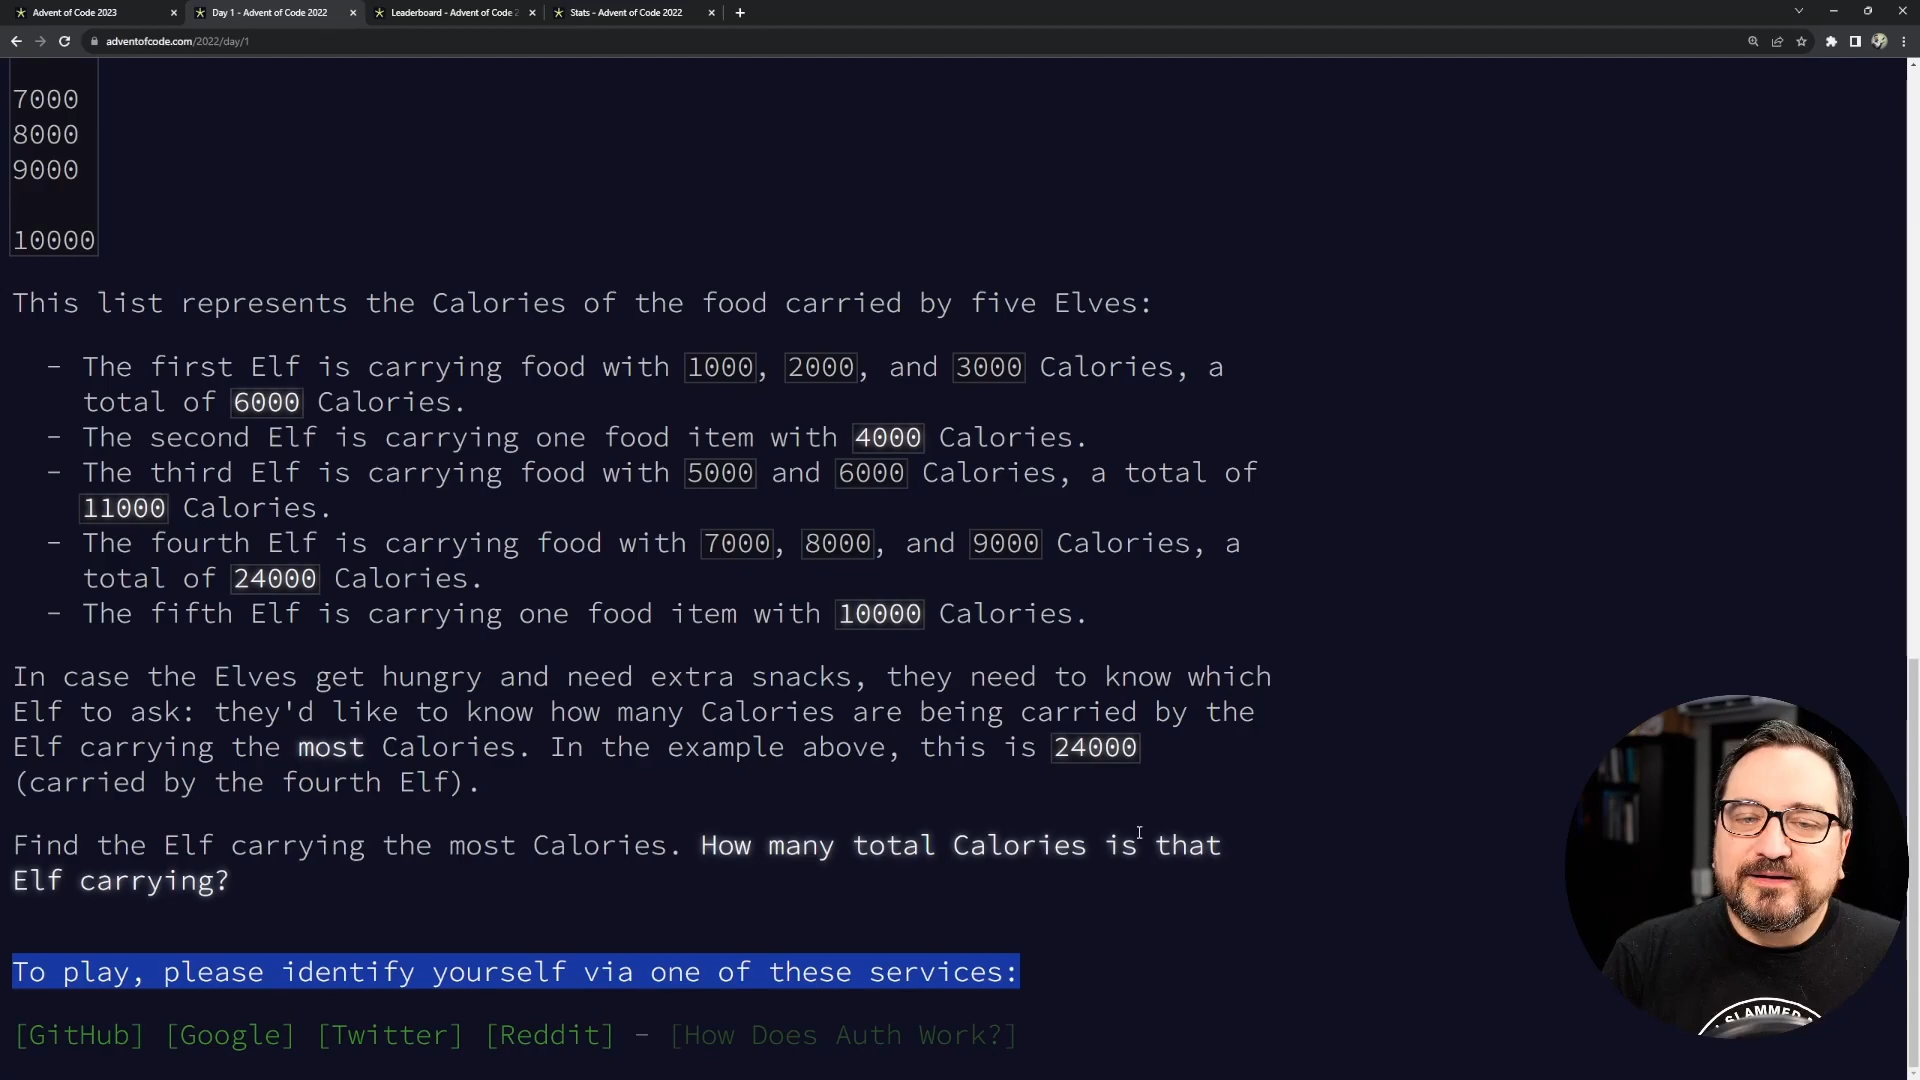 Advent of Code 2023
Day 1 - Advent of Code 2022
Leaderboard - Advent of Code 2
Stats - Advent of Code 2022
adventofcode.com/2022/day/1
7000
8000
9000
10000
This list represents the Calories of the food carried by five Elves:
- The first Elf is carrying food with 1000, 2000, and 3000 Calories, a
total of 6000 Calories.
- The second Elf is carrying one food item with 4000 Calories.
- The third Elf is carrying food with 5000 and 6000 Calories, a total of
11000 Calories.
- The fourth Elf is carrying food with 7000, 8000, and 9000 Calories, a
total of 24000 Calories.
- The fifth Elf is carrying one food item with 10000 Calories.
In case the Elves get hungry and need extra snacks, they need to know which
Elf to ask: they'd like to know how many Calories are being carried by the
Elf carrying the most Calories. In the example above, this is 24000
(carried by the fourth Elf).
Find the Elf carrying the most Calories. How many total Calories is that
Elf carrying?
To play, please identify yourself via one of these services:
[GitHub] [Google] [Twitter] [Reddit] - [How Does Auth Work?]
SLAMMED